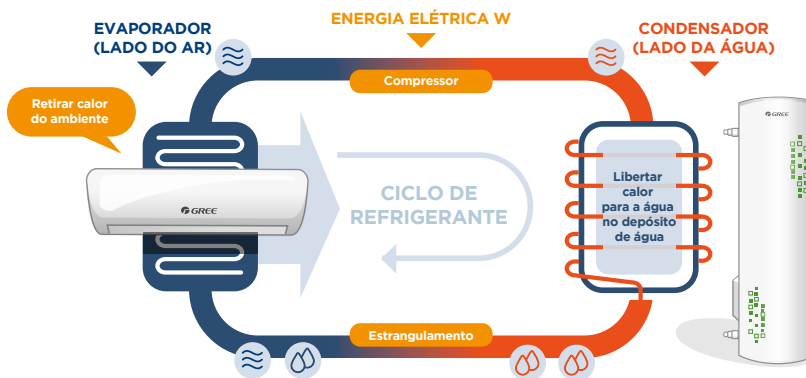 ENERGIA ELÉTRICA W
EVAPORADOR
(LADO DO AR)
CONDENSADOR
(LADO DA ÁGUA)
Compressor
Retirar calor
do ambiente
GREE
CICLO DE
REFRIGERANTE
Libertar
calor
para a água
no depósito
de água
GREE
Estrangulamento